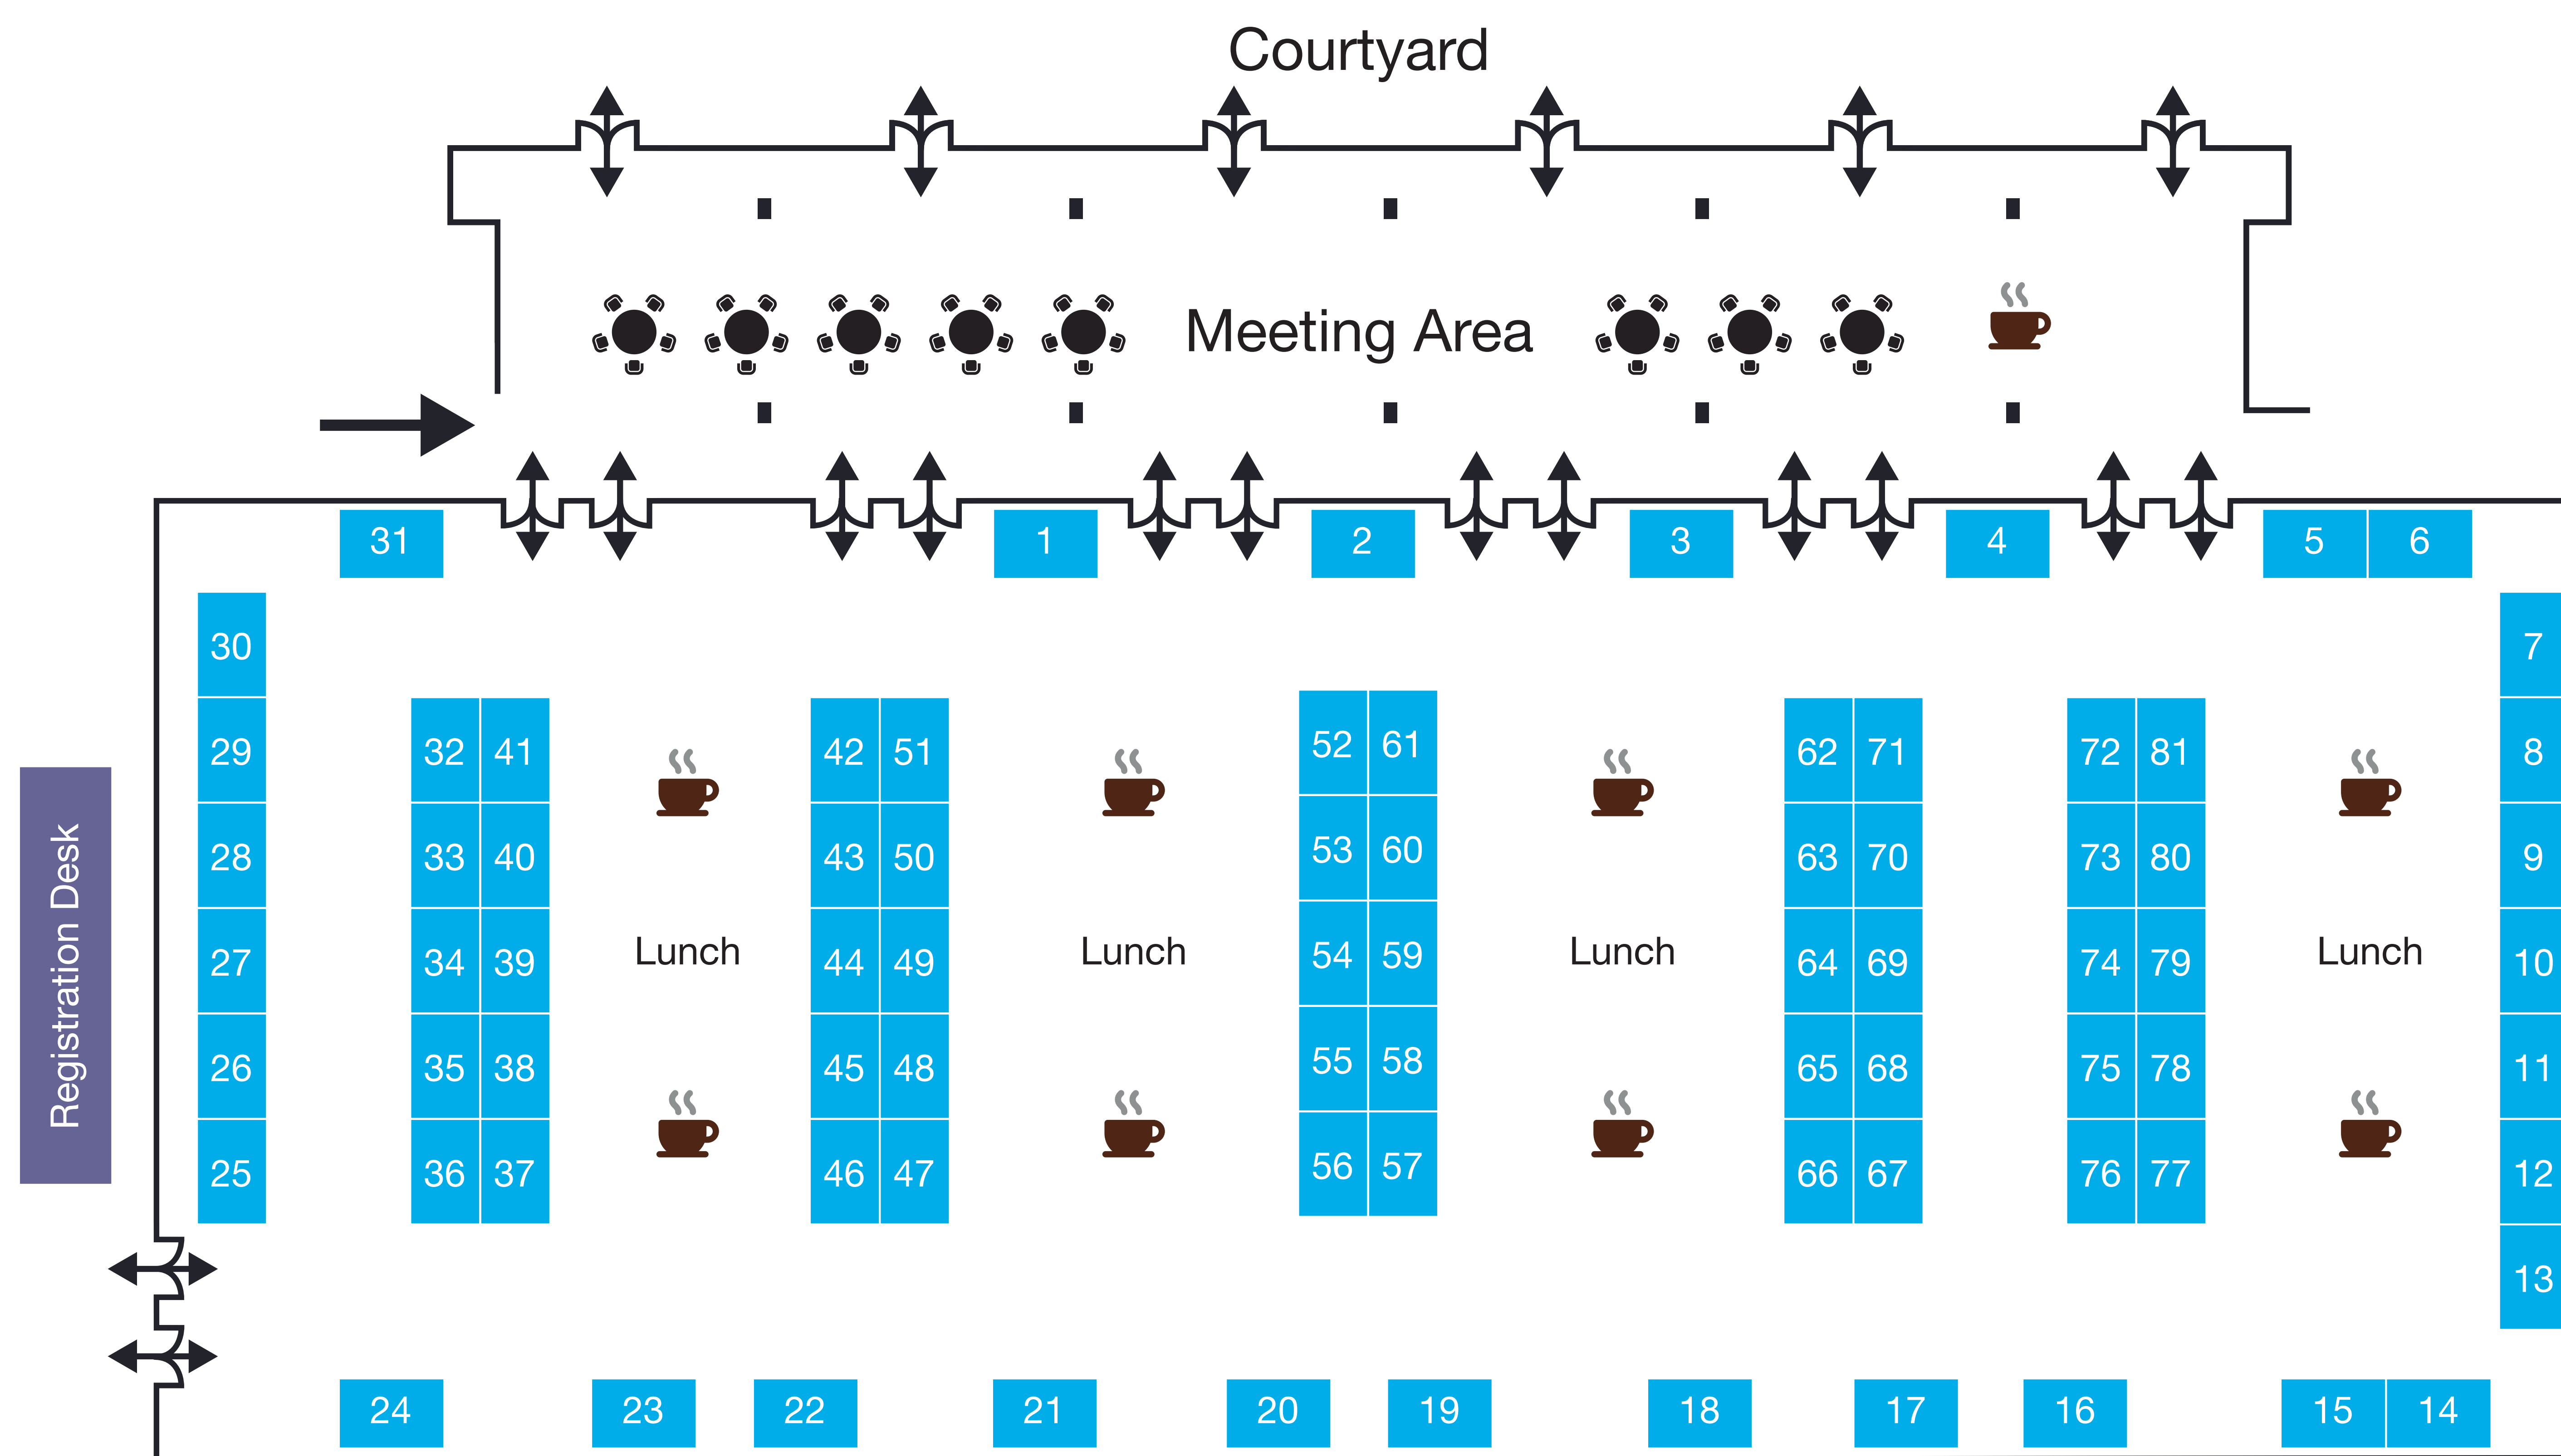 Courtyard
Meeting Area
31 1 2 3 4 5 6
30 7
29 32 41 42 51 52 61 62 71 72 81 8
28 33 40 43 50 53 60 63 70 73 80 9
27 34 39 Lunch 44 49 Lunch 54 59 Lunch 64 69 74 79 Lunch 10
26 35 38 45 48 55 58 65 68 75 78 11
25 36 37 46 47 56 57 66 67 76 77 12
Registration Desk
13
24 23 22 21 20 19 18 17 16 15 14